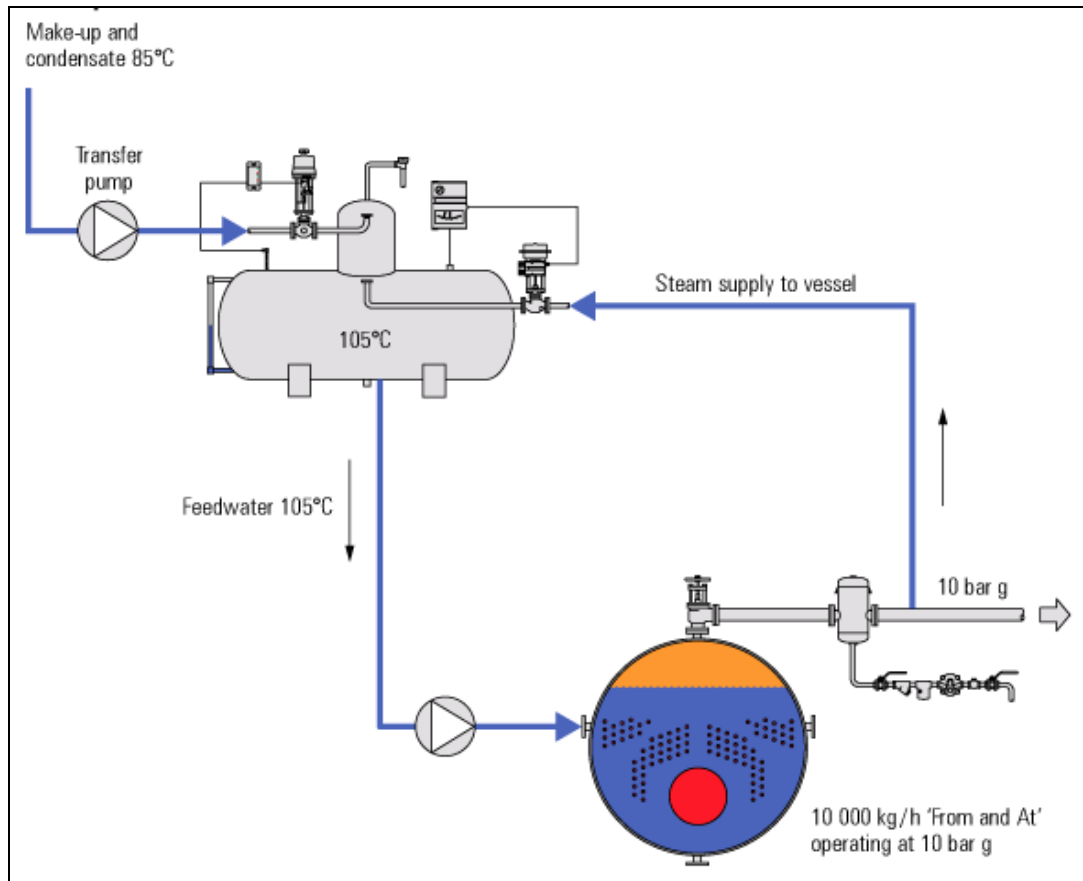 Make-up and
condensate 85°C
Transfer
pump
Steam supply to vessel
105°C
Feedwater 105°C
10 bar g
10 000 kg/h 'From and At'
operating at 10 bar g